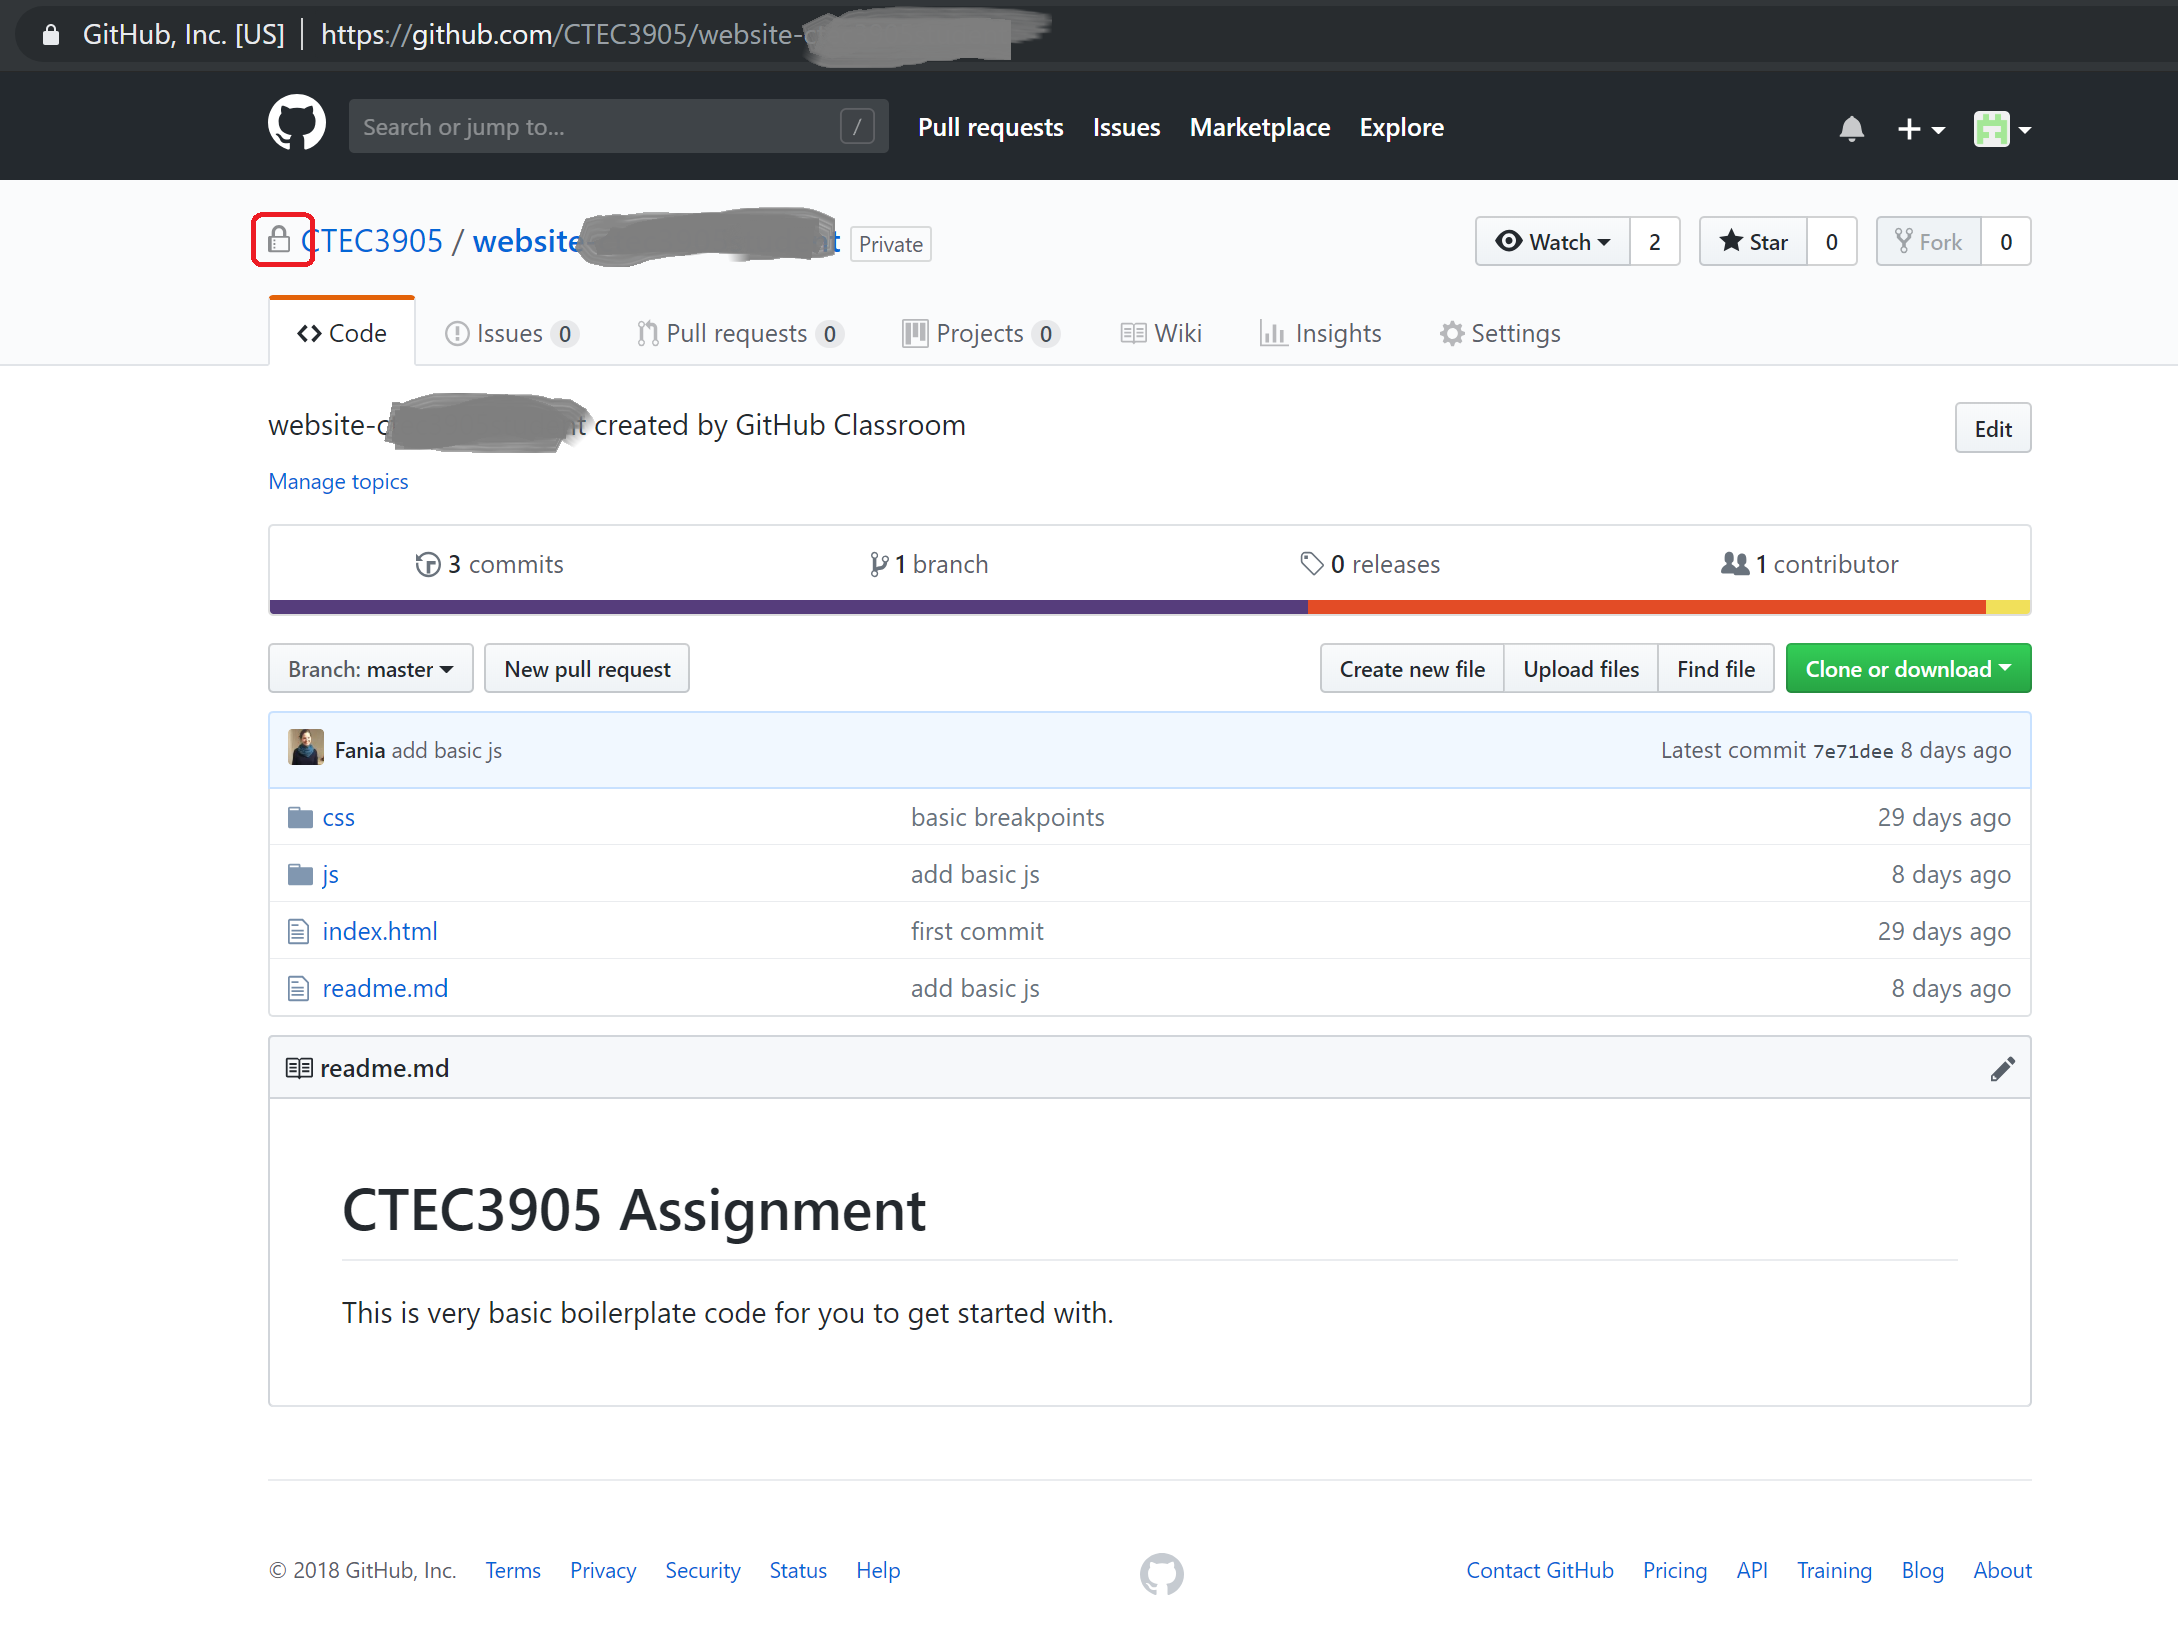 GitHub, Inc. [US] | https://github.com/CTEC3905/website-
Search or jump to... / Pull requests Issues Marketplace Explore
CTEC3905 / website- Private Watch 2 Star 0 Fork 0
Code Issues 0 Pull requests 0 Projects 0 Wiki Insights Settings
website- created by GitHub Classroom Edit
Manage topics
3 commits 1 branch 0 releases 1 contributor
Branch: master New pull request Create new file Upload files Find file Clone or download
Fania add basic js Latest commit 7e71dee 8 days ago
css basic breakpoints 29 days ago
js add basic js 8 days ago
index.html first commit 29 days ago
readme.md add basic js 8 days ago
readme.md
CTEC3905 Assignment
This is very basic boilerplate code for you to get started with.
© 2018 GitHub, Inc. Terms Privacy Security Status Help Contact GitHub Pricing API Training Blog About